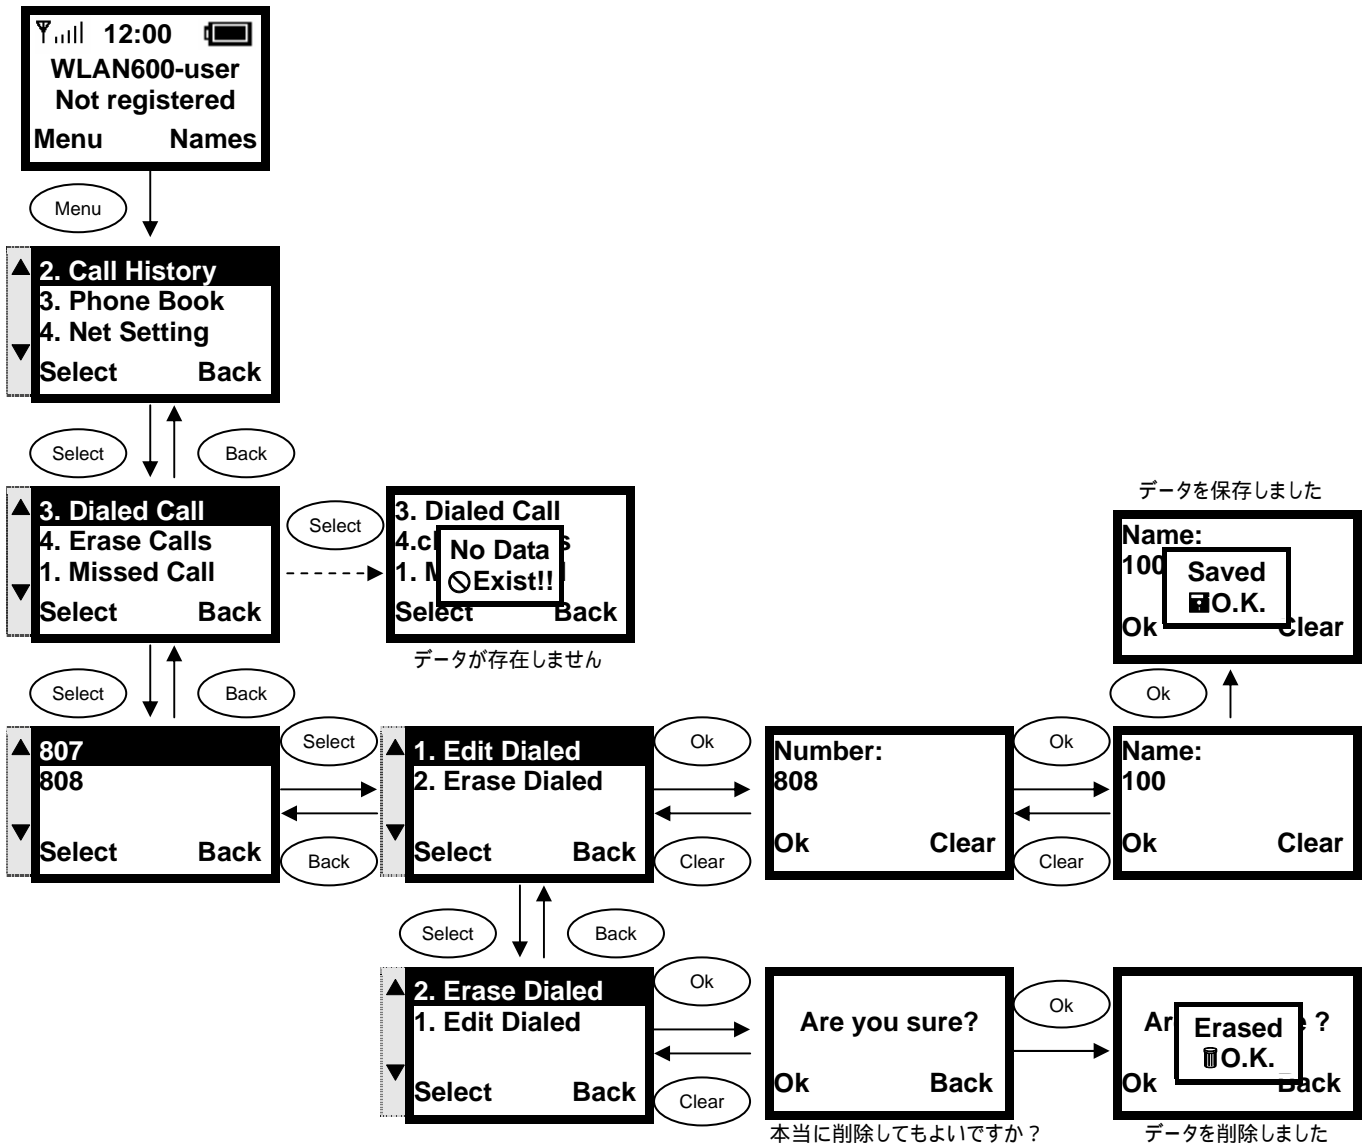 12:00
WLAN600-user
Not registered
Menu Names
Menu
2. Call History
3. Phone Book
4. Net Setting
Select Back
Select Back
3. Dialed Call
4. Erase Calls
1. Missed Call
Select Back
Select
3. Dialed Call
4.
No Data
1.
Exist!!
Select Back
データが存在しません
データを保存しました
Name:
100
Saved
O.K.
Ok Clear
Ok
Select Back
807
808
Select Back
Select
Back
1. Edit Dialed
2. Erase Dialed
Select Back
Ok
Clear
Number:
808
Ok Clear
Ok
Clear
Name:
100
Ok Clear
Select Back
2. Erase Dialed
1. Edit Dialed
Select Back
Ok
Clear
Are you sure?
Ok Back
本当に削除してもよいですか？
Ok
Ar ?
Erased
O.K.
Ok Back
データを削除しました